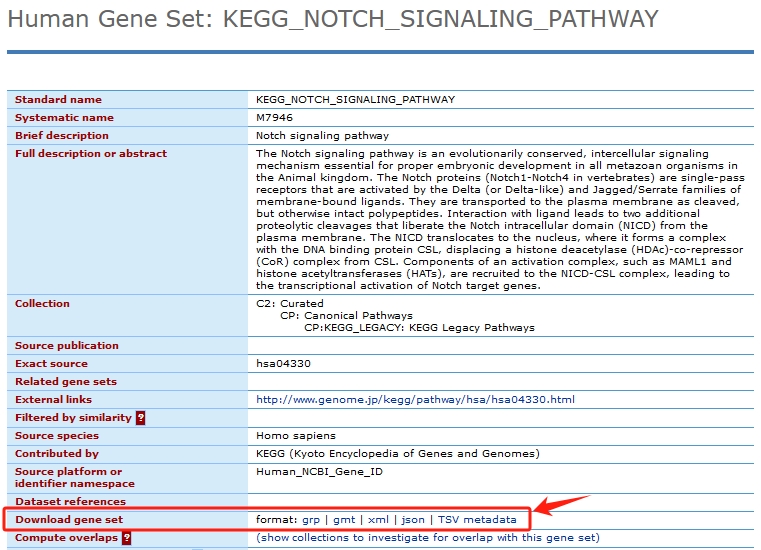 Human Gene Set: KEGG_NOTCH_SIGNALING_PATHWAY
Standard name KEGG_NOTCH_SIGNALING_PATHWAY
Systematic name M7946
Brief description Notch signaling pathway
Full description or abstract The Notch signaling pathway is an evolutionarily conserved, intercellular signaling
mechanism essential for proper embryonic development in all metazoan organisms in
the Animal kingdom. The Notch proteins (Notch1-Notch4 in vertebrates) are single-pass
receptors that are activated by the Delta (or Delta-like) and Jagged/Serrate families of
membrane-bound ligands. They are transported to the plasma membrane as cleaved,
but otherwise intact polypeptides. Interaction with ligand leads to two additional
proteolytic cleavages that liberate the Notch intracellular domain (NICD) from the
plasma membrane. The NICD translocates to the nucleus, where it forms a complex
with the DNA binding protein CSL, displacing a histone deacetylase (HDAc)-co-repressor
(CoR) complex from CSL. Components of an activation complex, such as MAML1 and
histone acetyltransferases (HATs), are recruited to the NICD-CSL complex, leading to
the transcriptional activation of Notch target genes.
Collection C2: Curated
CP: Canonical Pathways
CP:KEGG_LEGACY: KEGG Legacy Pathways
Source publication
Exact source hsa04330
Related gene sets
External links http://www.genome.jp/kegg/pathway/hsa/hsa04330.html
Filtered by similarity ?
Source species Homo sapiens
Contributed by KEGG (Kyoto Encyclopedia of Genes and Genomes)
Source platform or
identifier namespace Human_NCBI_Gene_ID
Dataset references
Download gene set format: grp | gmt | xml | json | TSV metadata
Compute overlaps ? (show collections to investigate for overlap with this gene set)